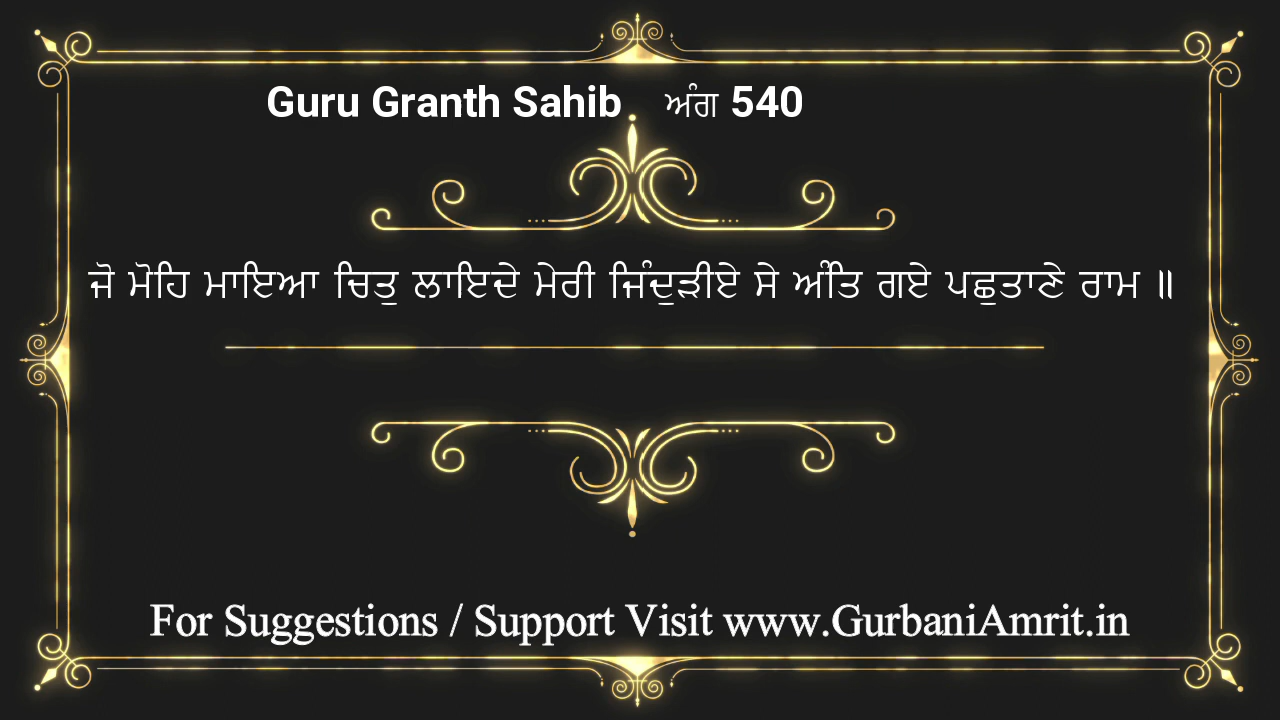 Guru Granth Sahib ਅੰਗ 540
ਜੋ ਮੋਹਿ ਮਾਇਆ ਚਿਤੁ ਲਾਇਦੇ ਮੇਰੀ ਜਿੰਦੁੜੀਏ ਸੇ ਅੰਤਿ ਗਏ ਪਛੁਤਾਣੇ ਰਾਮ ॥
For Suggestions / Support Visit www.GurbaniAmrit.in